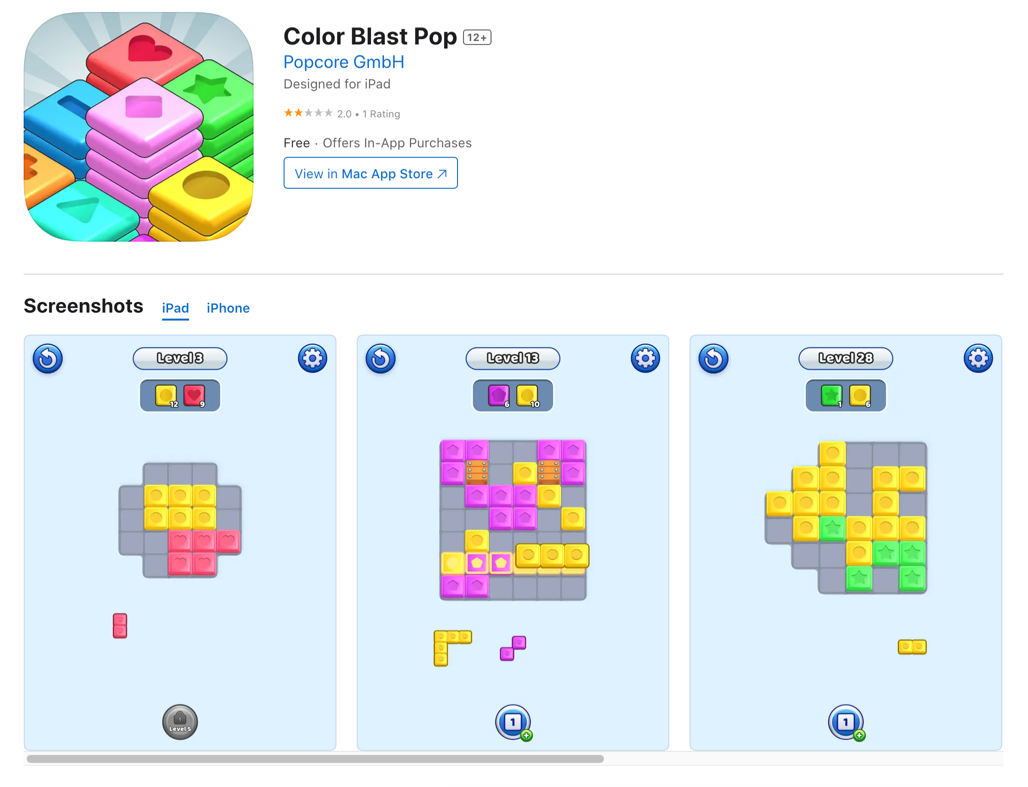 Color Blast Pop 12+
Popcore GmbH
Designed for iPad
2.0 • 1 Rating
Free · Offers In-App Purchases
View in Mac App Store ↗
Screenshots iPad iPhone
Level 3
12 9
Level 5
Level 13
6 10
1
Level 28
1 6
1